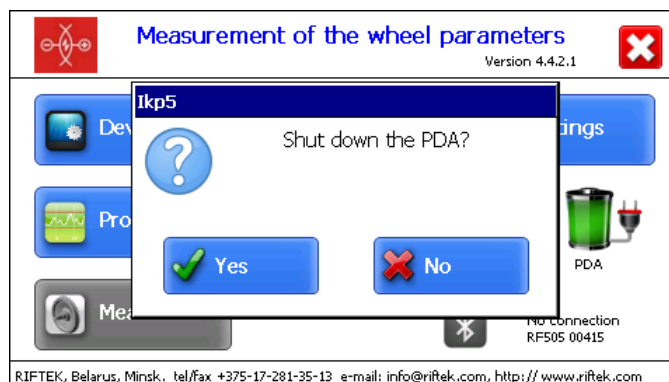 Measurement of the wheel parameters
Version 4.4.2.1
Ikp5
Shut down the PDA?
Yes
No
PDA
No connection
RF505 00415
RIFTEK, Belarus, Minsk, tel/fax +375-17-281-35-13 e-mail: info@riftek.com, http:// www.riftek.com